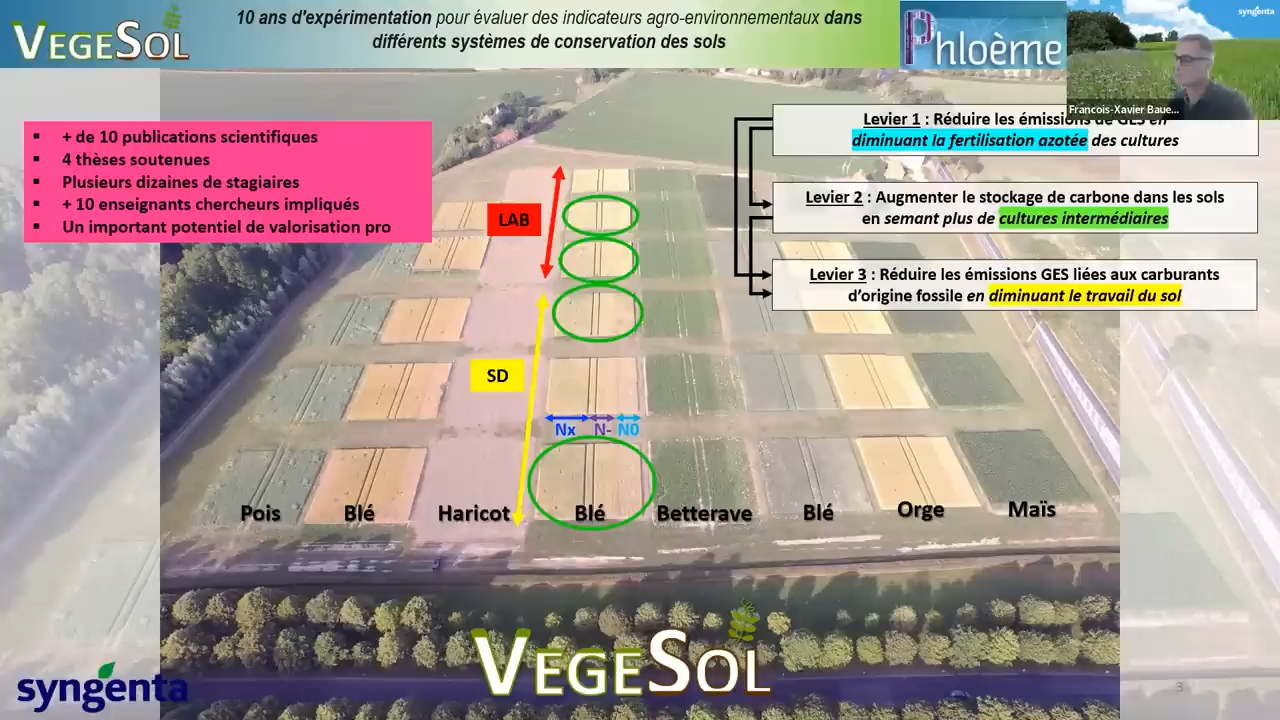 VEGESOL
10 ans d'expérimentation pour évaluer des indicateurs agro-environnementaux dans
différents systèmes de conservation des sols
Phloème
syngenta
Francois-Xavier Baue...
▪ + de 10 publications scientifiques
▪ 4 thèses soutenues
▪ Plusieurs dizaines de stagiaires
▪ + 10 enseignants chercheurs impliqués
▪ Un important potentiel de valorisation pro
Levier 1 : Réduire les émissions de GES en
diminuant la fertilisation azotée des cultures
Levier 2 : Augmenter le stockage de carbone dans les sols
en semant plus de cultures intermédiaires
Levier 3 : Réduire les émissions GES liées aux carburants
d'origine fossile en diminuant le travail du sol
LAB
SD
Nx N- N0
Pois Blé Haricot Blé Betterave Blé Orge Maïs
VEGESOL
syngenta
3